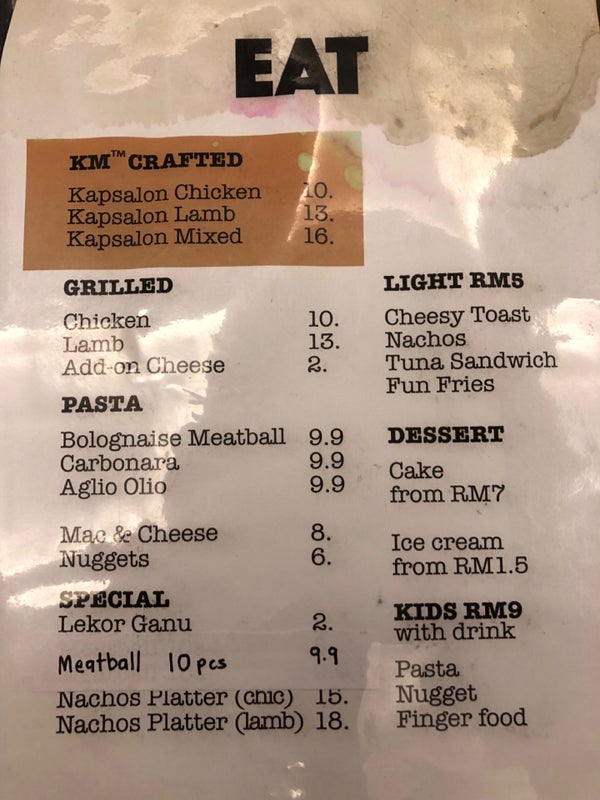 EAT
KM™ CRAFTED
Kapsalon Chicken 10.
Kapsalon Lamb 13.
Kapsalon Mixed 16.
GRILLED
Chicken 10.
Lamb 13.
Add-on Cheese 2.
PASTA
Bolognaise Meatball 9.9
Carbonara 9.9
Aglio Olio 9.9
Mac & Cheese 8.
Nuggets 6.
SPECIAL
Lekor Ganu 2.
Meatball 10 pcs 9.9
Nachos Platter (chic) 15.
Nachos Platter (lamb) 18.
LIGHT RM5
Cheesy Toast
Nachos
Tuna Sandwich
Fun Fries
DESSERT
Cake
from RM7
Ice cream
from RM1.5
KIDS RM9
with drink
Pasta
Nugget
Finger food